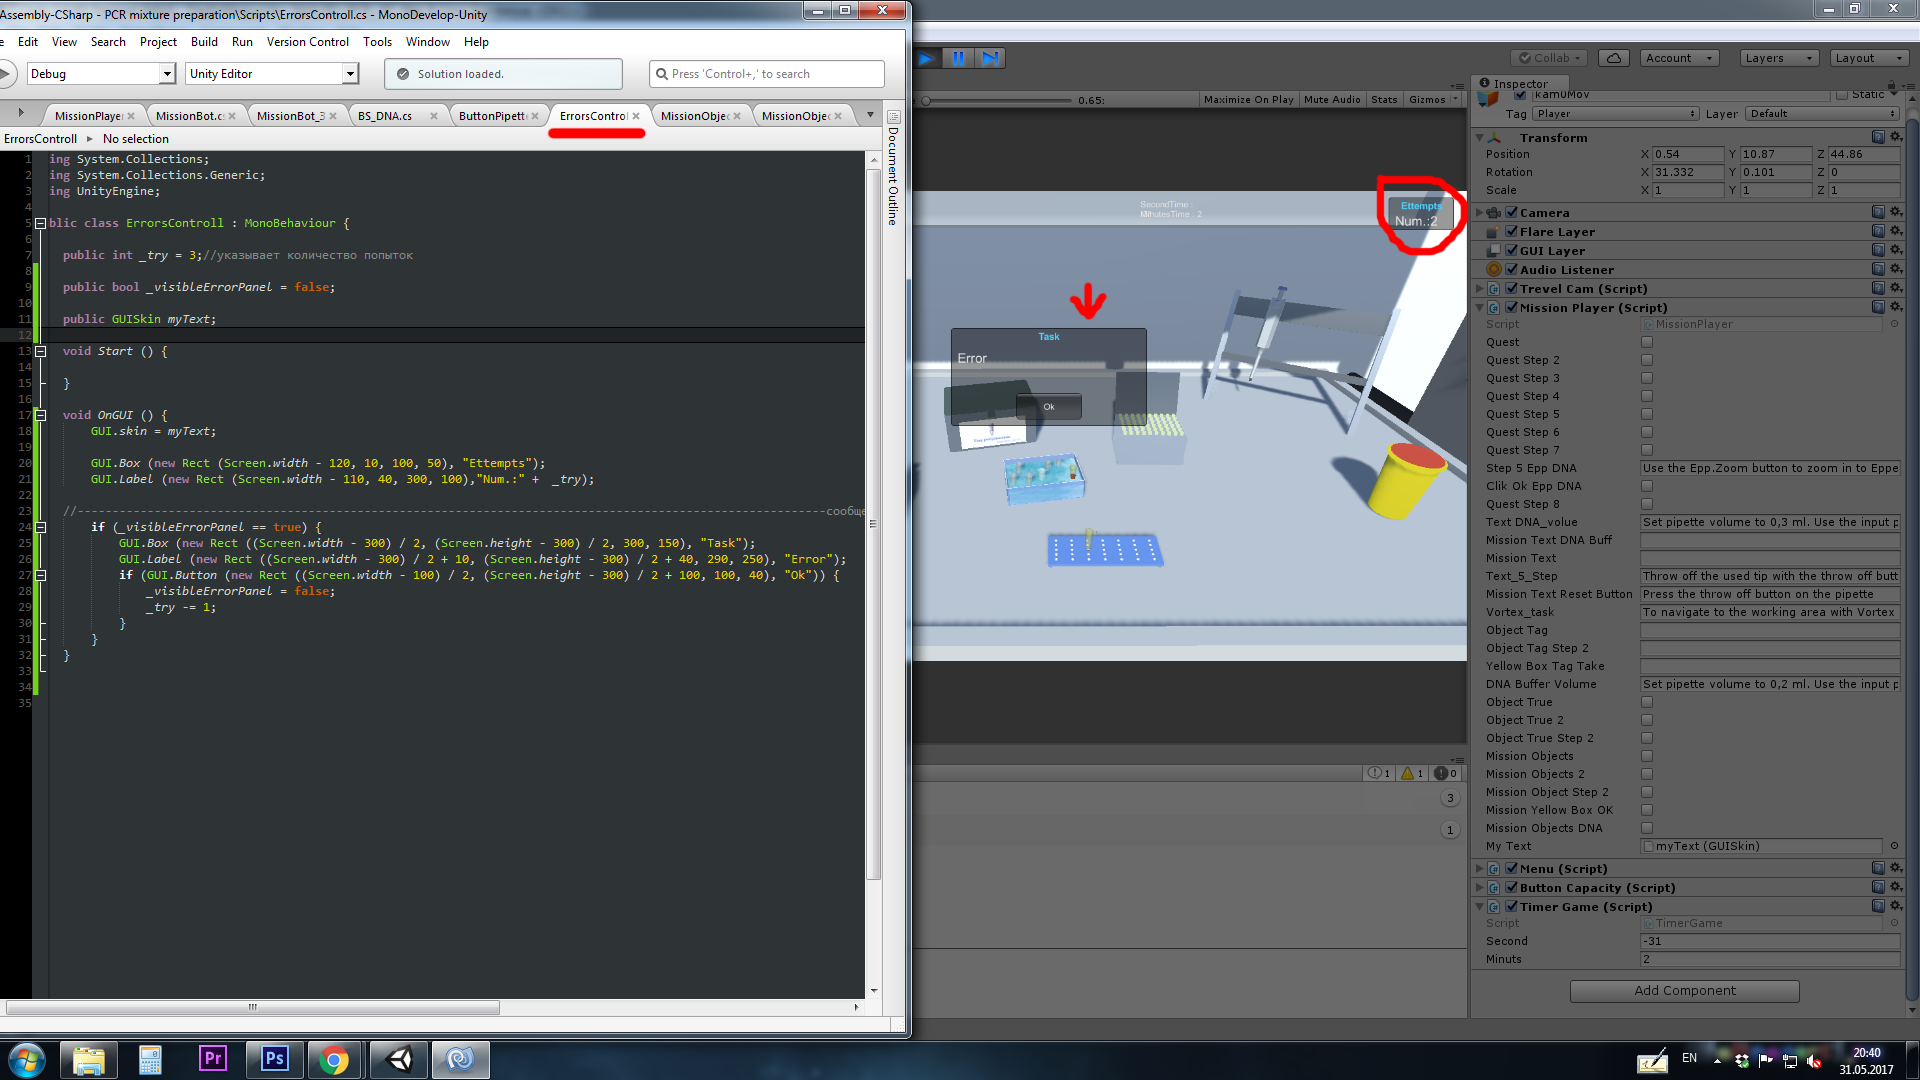 Assembly-CSharp - PCR mixture preparation\Scripts\ErrorsControll.cs - MonoDevelop-Unity
e Edit View Search Project Build Run Version Control Tools Window Help
Debug Unity Editor Solution loaded. Press 'Control+,' to search
MissionPlayer MissionBot.c MissionBot_3 BS_DNA.cs ButtonPipette ErrorsControl MissionObjec MissionObjec
ErrorsControll No selection
Document Outline
1 ing System.Collections;
2 ing System.Collections.Generic;
3 ing UnityEngine;
4
5 blic class ErrorsControll : MonoBehaviour {
6
7 public int _try = 3;//указывает количество попыток
8
9 public bool _visibleErrorPanel = false;
10
11 public GUISkin myText;
12
13 void Start () {
14
15 }
16
17 void OnGUI () {
18 GUI.skin = myText;
19
20 GUI.Box (new Rect (Screen.width - 120, 10, 100, 50), "Ettempts");
21 GUI.Label (new Rect (Screen.width - 110, 40, 300, 100),"Num.:" + _try);
22
23 //----------------------------------------------------------------------------------------------------------сообще
24 if (_visibleErrorPanel == true) {
25 GUI.Box (new Rect ((Screen.width - 300) / 2, (Screen.height - 300) / 2, 300, 150), "Task");
26 GUI.Label (new Rect ((Screen.width - 300) / 2 + 10, (Screen.height - 300) / 2 + 40, 290, 250), "Error");
27 if (GUI.Button (new Rect ((Screen.width - 100) / 2, (Screen.height - 300) / 2 + 100, 100, 40), "Ok")) {
28 _visibleErrorPanel = false;
29 _try -= 1;
30 }
31 }
32 }
33
34
35
Collab Account Layers Layout
0.65: Maximize On Play Mute Audio Stats Gizmos
SecondTime :
MinutesTime : 2
Ettempts
Num.:2
Task
Error
Ok
1 1 0
3
1
Inspector
kam0Mov Static
Tag Player Layer Default
Transform
Position X 0.54 Y 10.87 Z 44.86
Rotation X 31.332 Y 0.101 Z 0
Scale X 1 Y 1 Z 1
Camera
Flare Layer
GUI Layer
Audio Listener
Trevel Cam (Script)
Mission Player (Script)
Script MissionPlayer
Quest
Quest Step 2
Quest Step 3
Quest Step 4
Quest Step 5
Quest Step 6
Quest Step 7
Step 5 Epp DNA Use the Epp.Zoom button to zoom in to Eppe
Clik Ok Epp DNA
Quest Step 8
Text DNA_volue Set pipette volume to 0,3 ml. Use the input p
Mission Text DNA Buff
Mission Text
Text_5_Step Throw off the used tip with the throw off butt
Mission Text Reset Button Press the throw off button on the pipette
Vortex_task To navigate to the working area with Vortex
Object Tag
Object Tag Step 2
Yellow Box Tag Take
DNA Buffer Volume Set pipette volume to 0,2 ml. Use the input p
Object True
Object True 2
Object True Step 2
Mission Objects
Mission Objects 2
Mission Object Step 2
Mission Yellow Box OK
Mission Objects DNA
My Text myText (GUISkin)
Menu (Script)
Button Capacity (Script)
Timer Game (Script)
Script TimerGame
Second -31
Minuts 2
Add Component
Pr Ps EN 20:40
31.05.2017